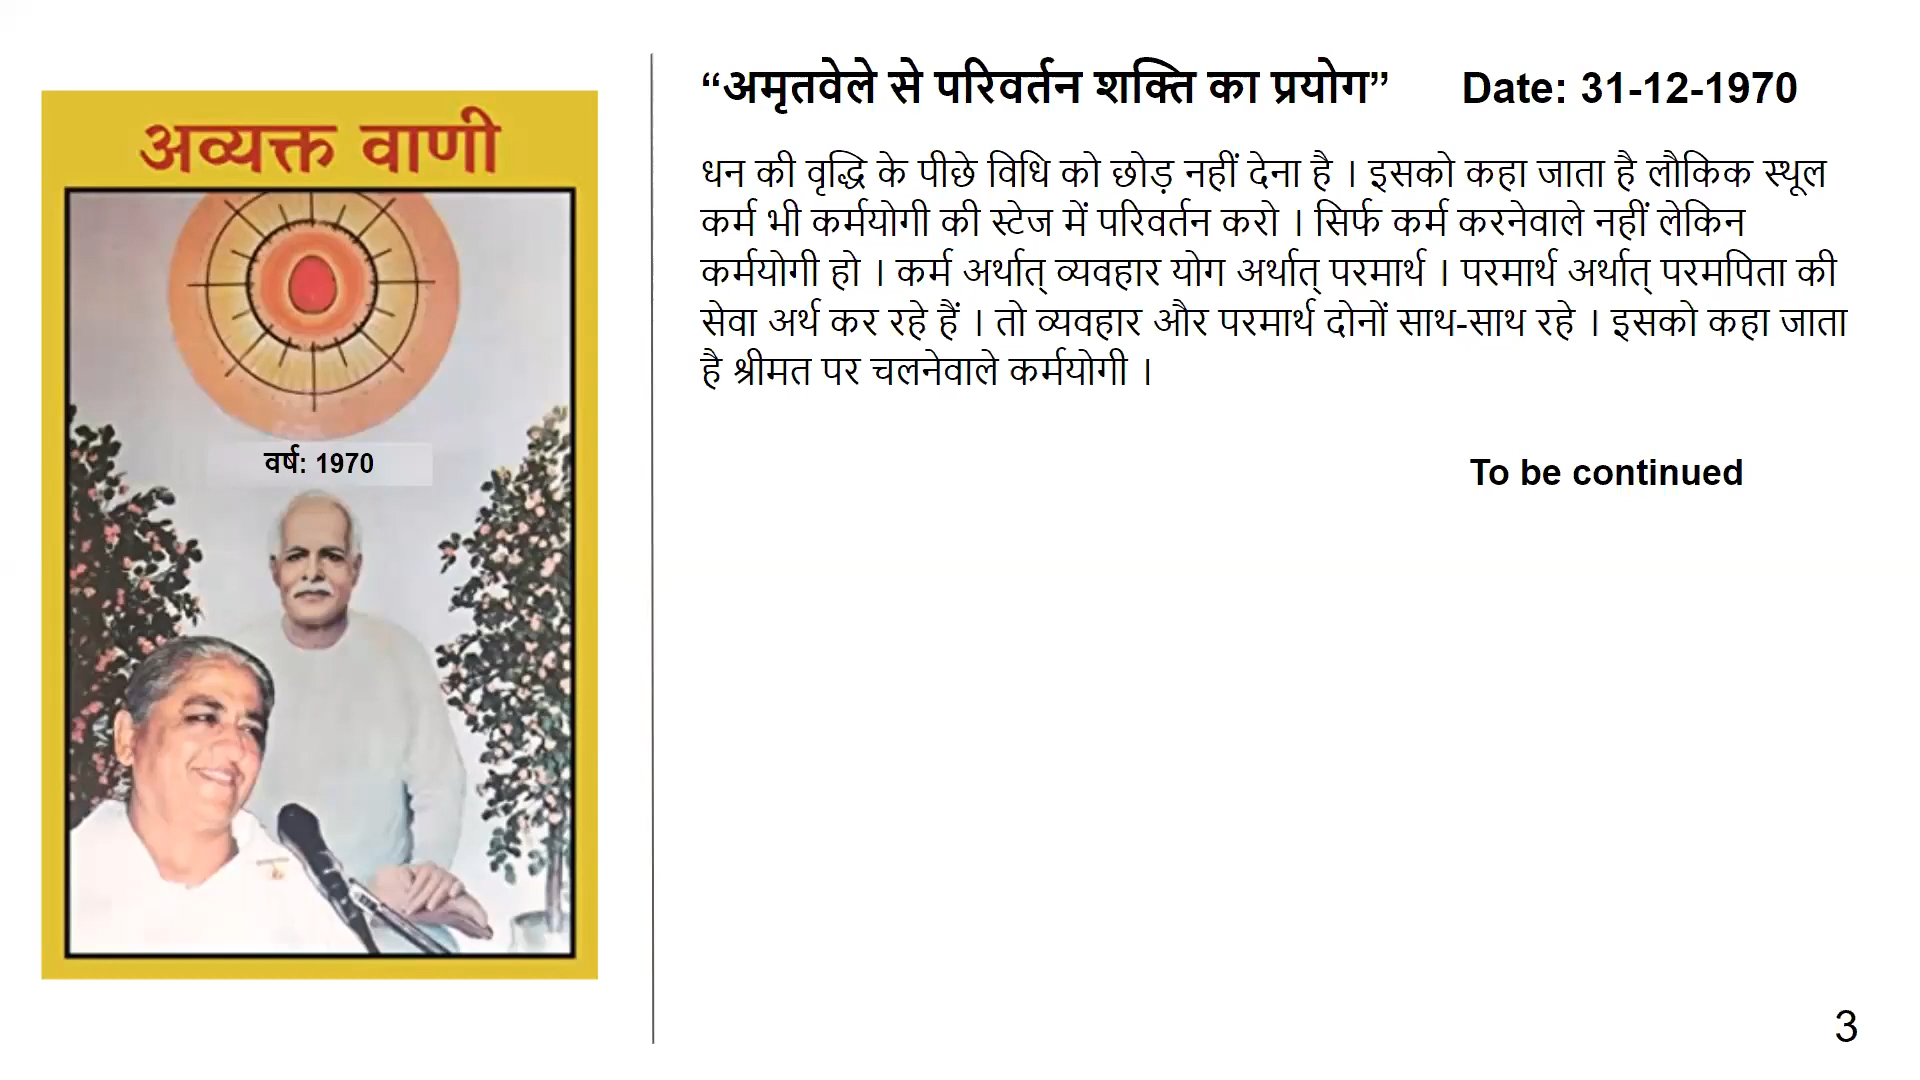 अव्यक्त वाणी
वर्ष: 1970
“अमृतवेले से परिवर्तन शक्ति का प्रयोग” Date: 31-12-1970
धन की वृद्धि के पीछे विधि को छोड़ नहीं देना है । इसको कहा जाता है लौकिक स्थूल
कर्म भी कर्मयोगी की स्टेज में परिवर्तन करो । सिर्फ कर्म करनेवाले नहीं लेकिन
कर्मयोगी हो । कर्म अर्थात् व्यवहार योग अर्थात् परमार्थ । परमार्थ अर्थात् परमपिता की
सेवा अर्थ कर रहे हैं । तो व्यवहार और परमार्थ दोनों साथ-साथ रहे । इसको कहा जाता
है श्रीमत पर चलनेवाले कर्मयोगी ।
To be continued
3